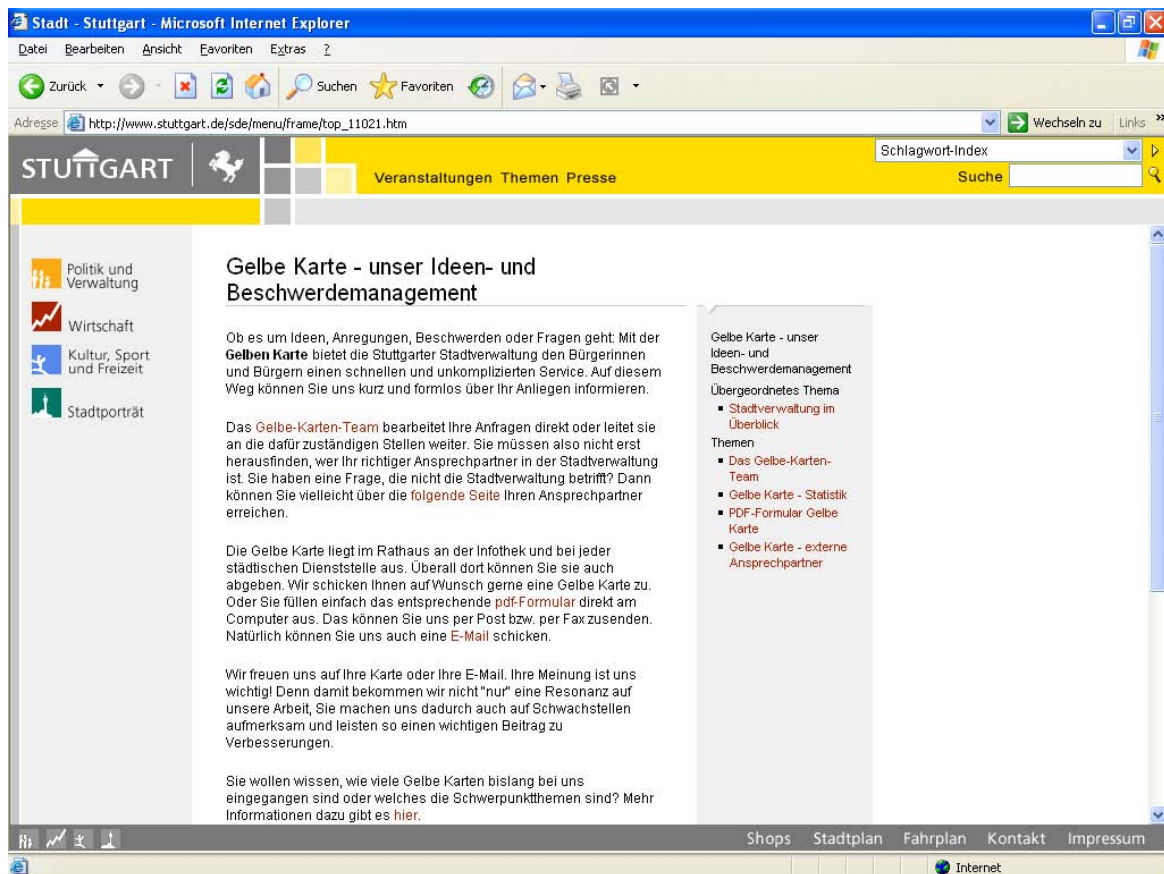 Stadt - Stuttgart - Microsoft Internet Explorer
Datei Bearbeiten Ansicht Favoriten Extras ?
Zurück Suchen Favoriten
Adresse http://www.stuttgart.de/sde/menu/frame/top_11021.htm Wechseln zu Links »
STUTTGART
Schlagwort-Index
Veranstaltungen Themen Presse
Suche
Politik und
Verwaltung
Wirtschaft
Kultur, Sport
und Freizeit
Stadtporträt
Gelbe Karte - unser Ideen- und
Beschwerdemanagement
Ob es um Ideen, Anregungen, Beschwerden oder Fragen geht: Mit der
Gelben Karte bietet die Stuttgarter Stadtverwaltung den Bürgerinnen
und Bürgern einen schnellen und unkomplizierten Service. Auf diesem
Weg können Sie uns kurz und formlos über Ihr Anliegen informieren.
Das Gelbe-Karten-Team bearbeitet Ihre Anfragen direkt oder leitet sie
an die dafür zuständigen Stellen weiter. Sie müssen also nicht erst
herausfinden, wer Ihr richtiger Ansprechpartner in der Stadtverwaltung
ist. Sie haben eine Frage, die nicht die Stadtverwaltung betrifft? Dann
können Sie vielleicht über die folgende Seite Ihren Ansprechpartner
erreichen.
Die Gelbe Karte liegt im Rathaus an der Infothek und bei jeder
städtischen Dienststelle aus. Überall dort können Sie sie auch
abgeben. Wir schicken Ihnen auf Wunsch gerne eine Gelbe Karte zu.
Oder Sie füllen einfach das entsprechende pdf-Formular direkt am
Computer aus. Das können Sie uns per Post bzw. per Fax zusenden.
Natürlich können Sie uns auch eine E-Mail schicken.
Wir freuen uns auf Ihre Karte oder Ihre E-Mail. Ihre Meinung ist uns
wichtig! Denn damit bekommen wir nicht "nur" eine Resonanz auf
unsere Arbeit, Sie machen uns dadurch auch auf Schwachstellen
aufmerksam und leisten so einen wichtigen Beitrag zu
Verbesserungen.
Sie wollen wissen, wie viele Gelbe Karten bislang bei uns
eingegangen sind oder welches die Schwerpunktthemen sind? Mehr
Informationen dazu gibt es hier.
Gelbe Karte - unser
Ideen- und
Beschwerdemanagement
Übergeordnetes Thema
Stadtverwaltung im
Überblick
Themen
Das Gelbe-Karten-
Team
Gelbe Karte - Statistik
PDF-Formular Gelbe
Karte
Gelbe Karte - externe
Ansprechpartner
Shops Stadtplan Fahrplan Kontakt Impressum
Internet